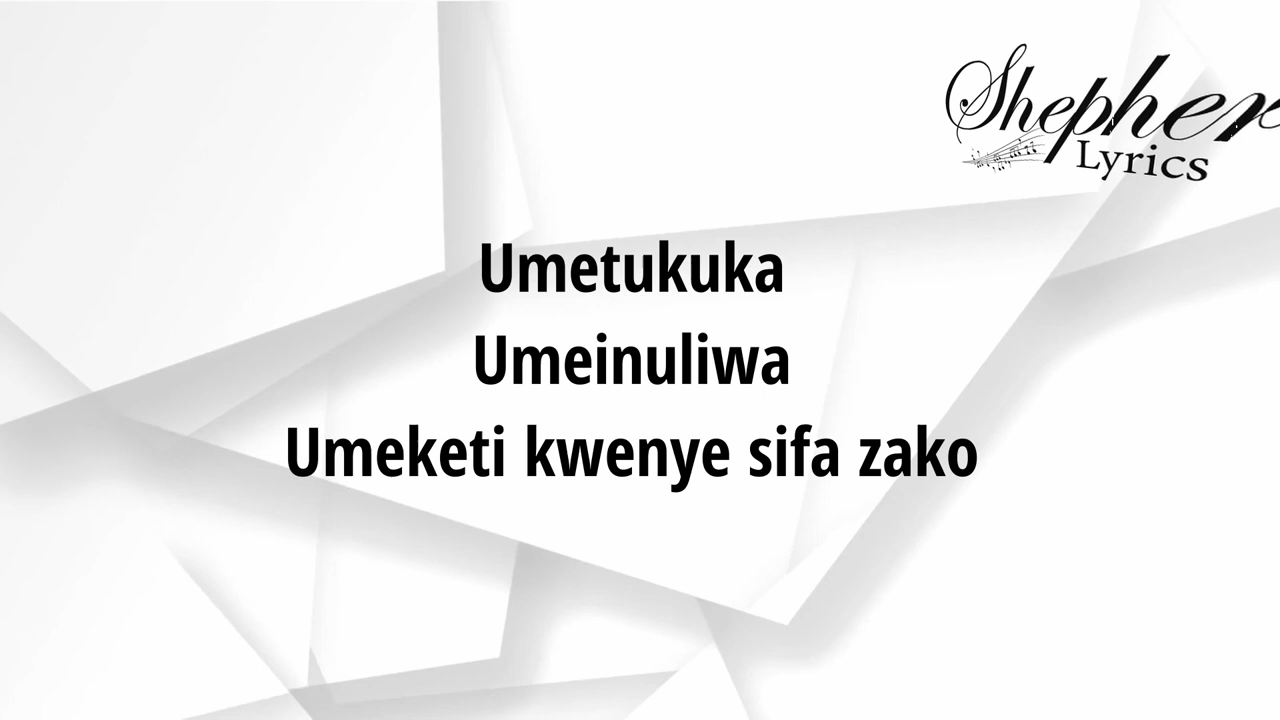 Shepher
Lyrics
Umetukuka
Umeinuliwa
Umeketi kwenye sifa zako